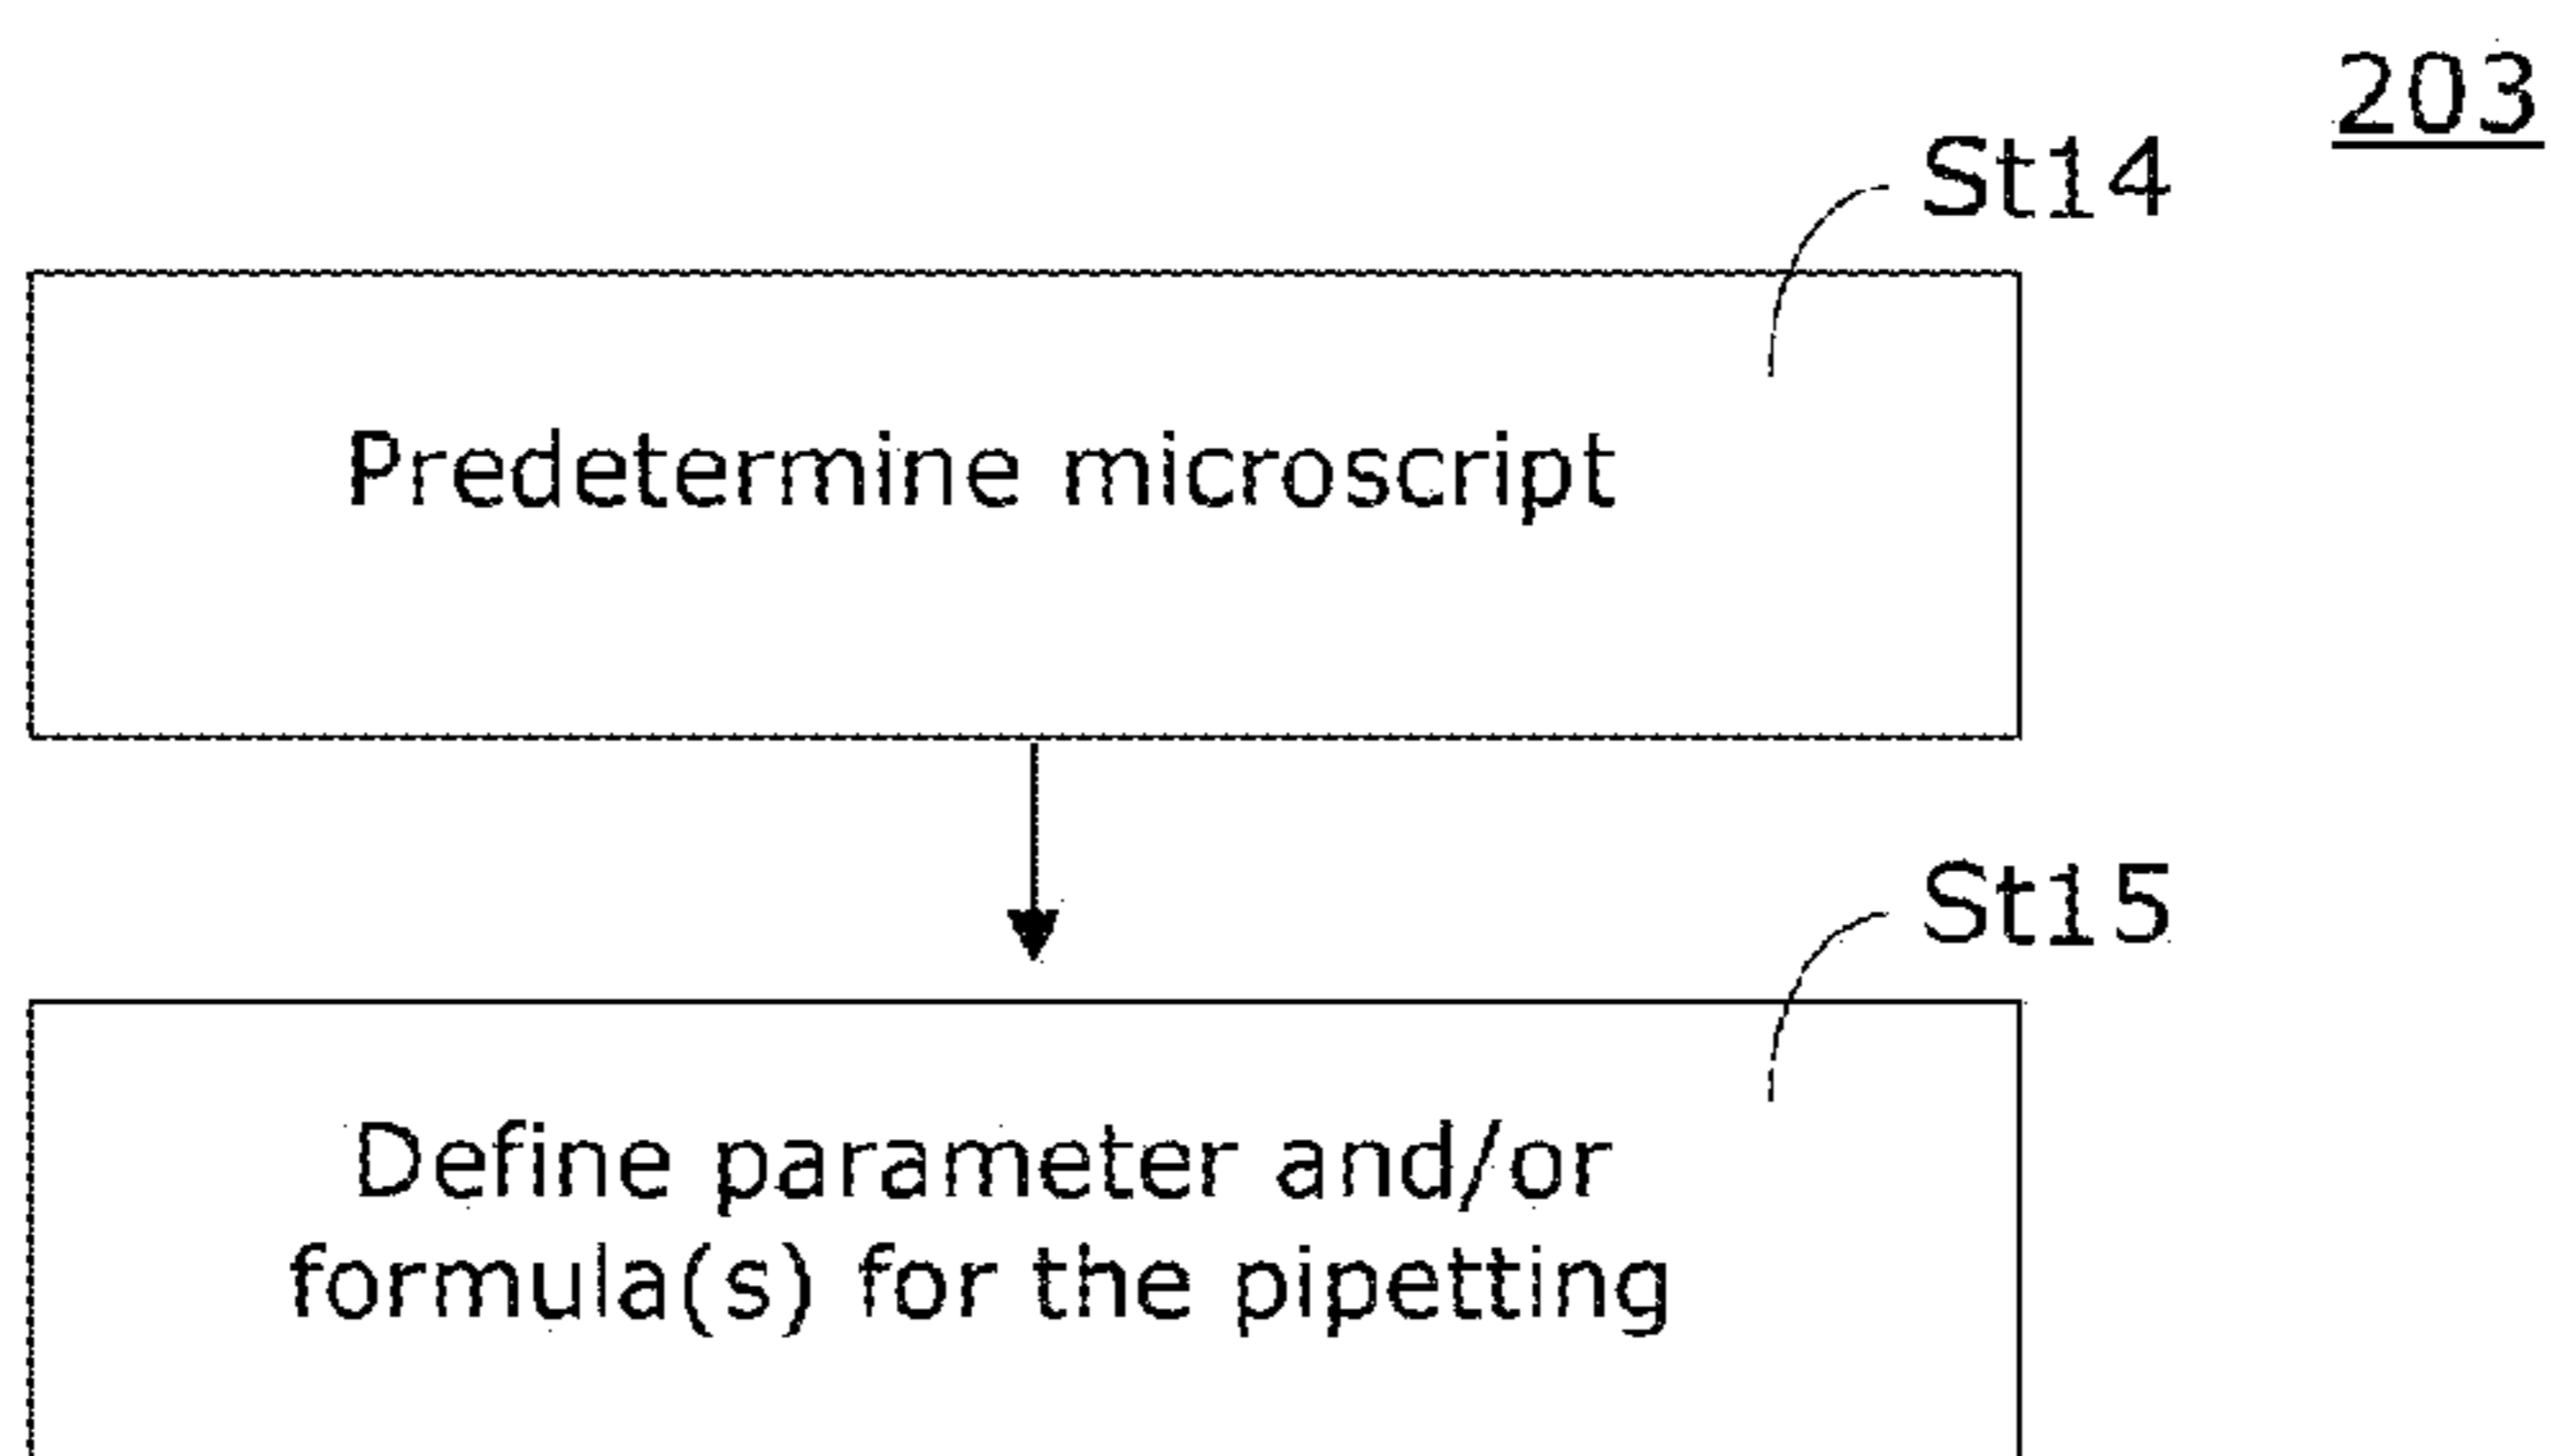 203
St14
Predetermine microscript
St15
Define parameter and/or
formula(s) for the pipetting